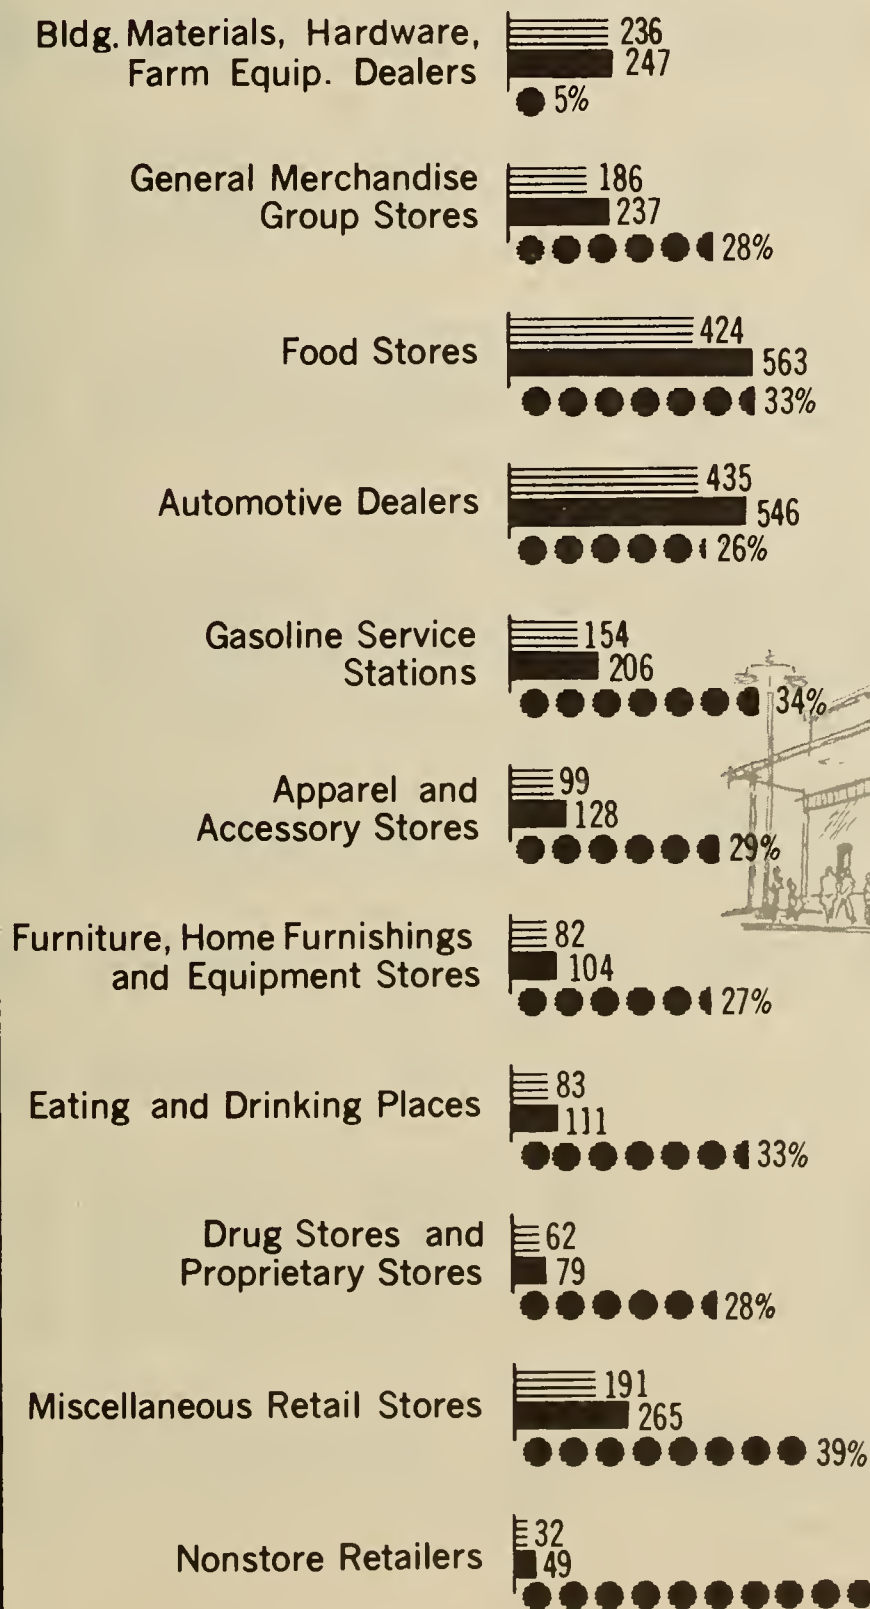 Bldg. Materials, Hardware,
Farm Equip. Dealers
236
247
5%
General Merchandise
Group Stores
186
237
28%
Food Stores
424
563
33%
Automotive Dealers
435
546
26%
Gasoline Service
Stations
154
206
34%
Apparel and
Accessory Stores
99
128
29%
Furniture, Home Furnishings
and Equipment Stores
82
104
27%
Eating and Drinking Places
83
111
33%
Drug Stores and
Proprietary Stores
62
79
28%
Miscellaneous Retail Stores
191
265
39%
Nonstore Retailers
32
49